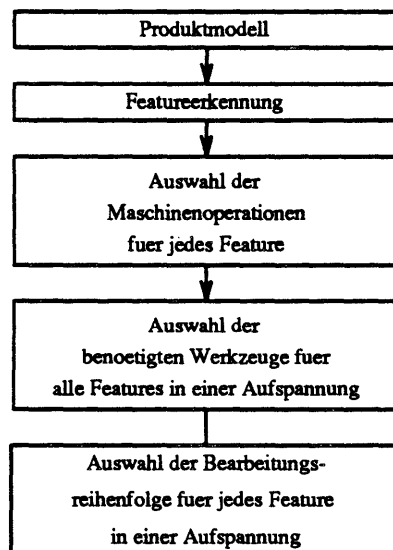 Produktmodell
Featureerkennung
Auswahl der
Maschinenoperationen
fuer jedes Feature
Auswahl der
benoetigten Werkzeuge fuer
alle Features in einer Aufspannung
Auswahl der Bearbeitungs-
reihenfolge fuer jedes Feature
in einer Aufspannung